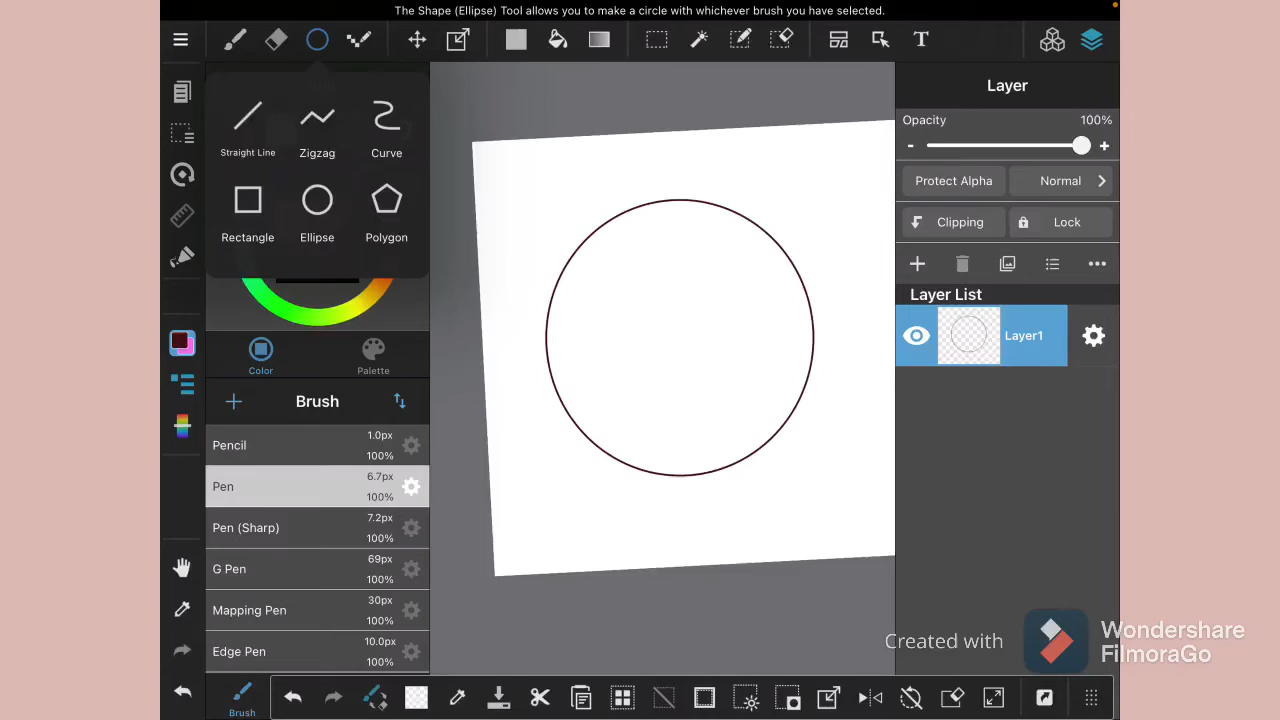 The Shape (Ellipse) Tool allows you to make a circle with whichever brush you have selected.
T
Straight Line
Zigzag
Curve
Rectangle
Ellipse
Polygon
Color
Palette
Brush
Pencil
1.0px
100%
Pen
6.7px
100%
Pen (Sharp)
7.2px
100%
G Pen
69px
100%
Mapping Pen
30px
100%
Edge Pen
10.0px
100%
Brush
Layer
Opacity
100%
Protect Alpha
Normal
Clipping
Lock
Layer List
Layer1
Created with
Wondershare
FilmoraGo